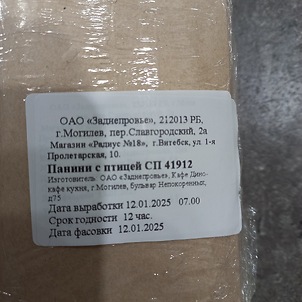 ОАО «Заднепровье», 212013 РБ,
г.Могилев, пер.Славгородский, 2а
Магазин «Радиус №18», г.Витебск, ул. 1-я
Пролетарская, 10.
Панини с птицей СП 41912
Изготовитель: ОАО «Заднепровье», Кафе Дино-
кафе кухня, г.Могилев, бульвар Непокоренных,
д75
Дата выработки 12.01.2025 07.00
Срок годности 12 час.
Дата фасовки 12.01.2025